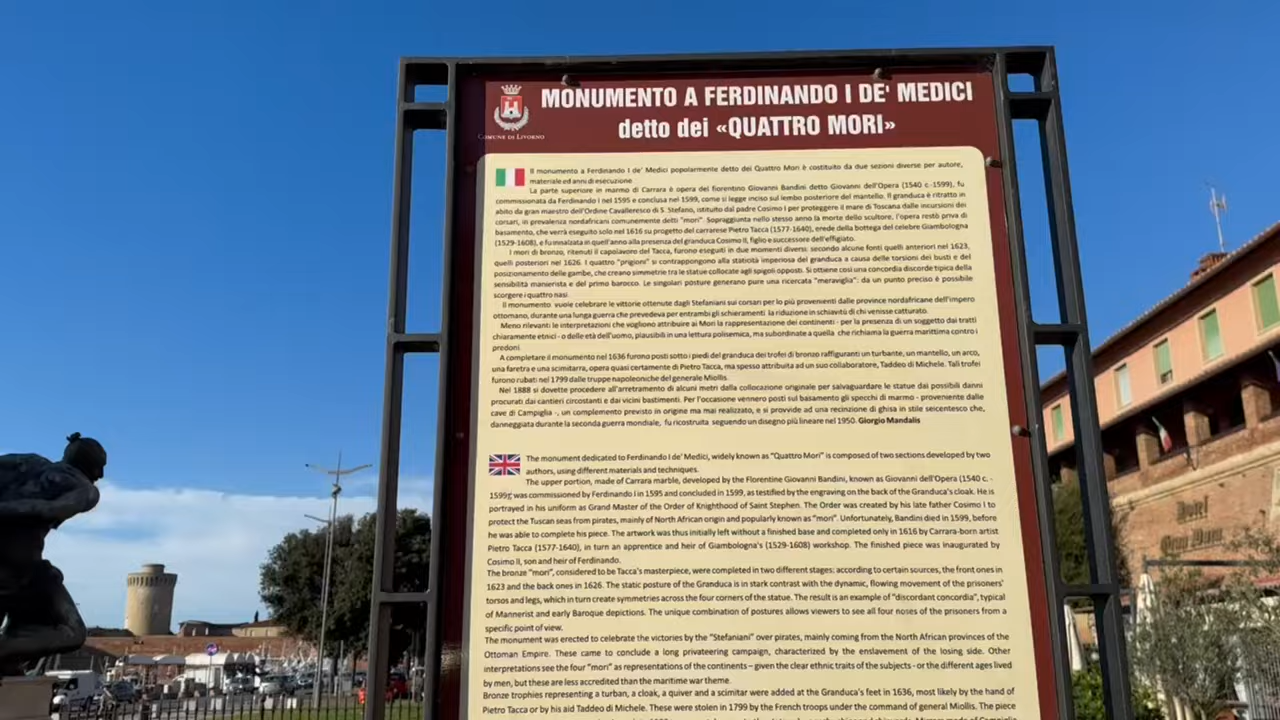 MONUMENTO A FERDINANDO I DE' MEDICI
detto dei «QUATTRO MORI»
COMUNE DI LIVORNO
Il monumento a Ferdinando I de' Medici popolarmente detto dei Quattro Mori è costituito da due sezioni diverse per autore,
materiale ed anni di esecuzione
La parte superiore in marmo di Carrara è opera del fiorentino Giovanni Bandini detto Giovanni dell'Opera (1540 c.-1599), fu
commissionata da Ferdinando I nel 1595 e conclusa nel 1599, come si legge inciso sul lembo posteriore del mantello. Il granduca è ritratto in
abito da gran maestro dell'Ordine Cavalleresco di S. Stefano, istituito dal padre Cosimo I per proteggere il mare di Toscana dalle incursioni dei
corsari, in prevalenza nordafricani comunemente detti "mori". Sopraggiunta nello stesso anno la morte dello scultore, l'opera restò priva di
basamento, che verrà eseguito solo nel 1616 su progetto del carrarese Pietro Tacca (1577-1640), erede della bottega del celebre Giambologna
(1529-1608), e fu innalzata in quell'anno alla presenza del granduca Cosimo II, figlio e successore dell'effigiato.
I mori di bronzo, ritenuti il capolavoro del Tacca, furono eseguiti in due momenti diversi: secondo alcune fonti quelli anteriori nel 1623,
quelli posteriori nel 1626. I quattro "prigioni" si contrappongono alla staticità imperiosa del granduca a causa delle torsioni dei busti e del
posizionamento delle gambe, che creano simmetrie tra le statue collocate agli spigoli opposti. Si ottiene così una concordia discorde tipica della
sensibilità manierista e del primo barocco. Le singolari posture generano pure una ricercata "meraviglia": da un punto preciso è possibile
scorgere i quattro nasi.
Il monumento vuole celebrare le vittorie ottenute dagli Stefaniani sui corsari per lo più provenienti dalle province nordafricane dell'impero
ottomano, durante una lunga guerra che prevedeva per entrambi gli schieramenti la riduzione in schiavitù di chi venisse catturato.
Meno rilevanti le interpretazioni che vogliono attribuire ai Mori la rappresentazione dei continenti - per la presenza di un soggetto dai tratti
chiaramente etnici - o delle età dell'uomo, plausibili in una lettura polisemica, ma subordinate a quella che richiama la guerra marittima contro i
predoni.
A completare il monumento nel 1636 furono posti sotto i piedi del granduca dei trofei di bronzo raffiguranti un turbante, un mantello, un arco,
una faretra e una scimitarra, opera quasi certamente di Pietro Tacca, ma spesso attribuita ad un suo collaboratore, Taddeo di Michele. Tali trofei
furono rubati nel 1799 dalle truppe napoleoniche del generale Miollis.
Nel 1888 si dovette procedere all'arretramento di alcuni metri dalla collocazione originale per salvaguardare le statue dai possibili danni
procurati dai cantieri circostanti e dai vicini bastimenti. Per l'occasione vennero posti sul basamento gli specchi di marmo - proveniente dalle
cave di Campiglia -, un complemento previsto in origine ma mai realizzato, e si provvide ad una recinzione di ghisa in stile seicentesco che,
danneggiata durante la seconda guerra mondiale, fu ricostruita seguendo un disegno più lineare nel 1950. Giorgio Mandalis
The monument dedicated to Ferdinando I de' Medici, widely known as "Quattro Mori" is composed of two sections developed by two
authors, using different materials and techniques.
The upper portion, made of Carrara marble, developed by the Florentine Giovanni Bandini, known as Giovanni dell'Opera (1540 c. -
1599), was commissioned by Ferdinando I in 1595 and concluded in 1599, as testified by the engraving on the back of the Granduca's cloak. He is
portrayed in his uniform as Grand Master of the Order of Knighthood of Saint Stephen. The Order was created by his late father Cosimo I to
protect the Tuscan seas from pirates, mainly of North African origin and popularly known as "mori". Unfortunately, Bandini died in 1599, before
he was able to complete his piece. The artwork was thus initially left without a finished base and completed only in 1616 by Carrara-born artist
Pietro Tacca (1577-1640), in turn an apprentice and heir of Giambologna's (1529-1608) workshop. The finished piece was inaugurated by
Cosimo II, son and heir of Ferdinando.
The bronze "mori", considered to be Tacca's masterpiece, were completed in two different stages: according to certain sources, the front ones in
1623 and the back ones in 1626. The static posture of the Granduca is in stark contrast with the dynamic, flowing movement of the prisoners'
torsos and legs, which in turn create symmetries across the four corners of the statue. The result is an example of "discordant concordia", typical
of Mannerist and early Baroque depictions. The unique combination of postures allows viewers to see all four noses of the prisoners from a
specific point of view.
The monument was erected to celebrate the victories by the "Stefaniani" over pirates, mainly coming from the North African provinces of the
Ottoman Empire. These came to conclude a long privateering campaign, characterized by the enslavement of the losing side. Other
interpretations see the four "mori" as representations of the continents – given the clear ethnic traits of the subjects - or the different ages lived
by men, but these are less accredited than the maritime war theme.
Bronze trophies representing a turban, a cloak, a quiver and a scimitar were added at the Granduca's feet in 1636, most likely by the hand of
Pietro Tacca or by his aid Taddeo di Michele. These were stolen in 1799 by the French troops under the command of general Miollis. The piece
Hotel
Gran Duca